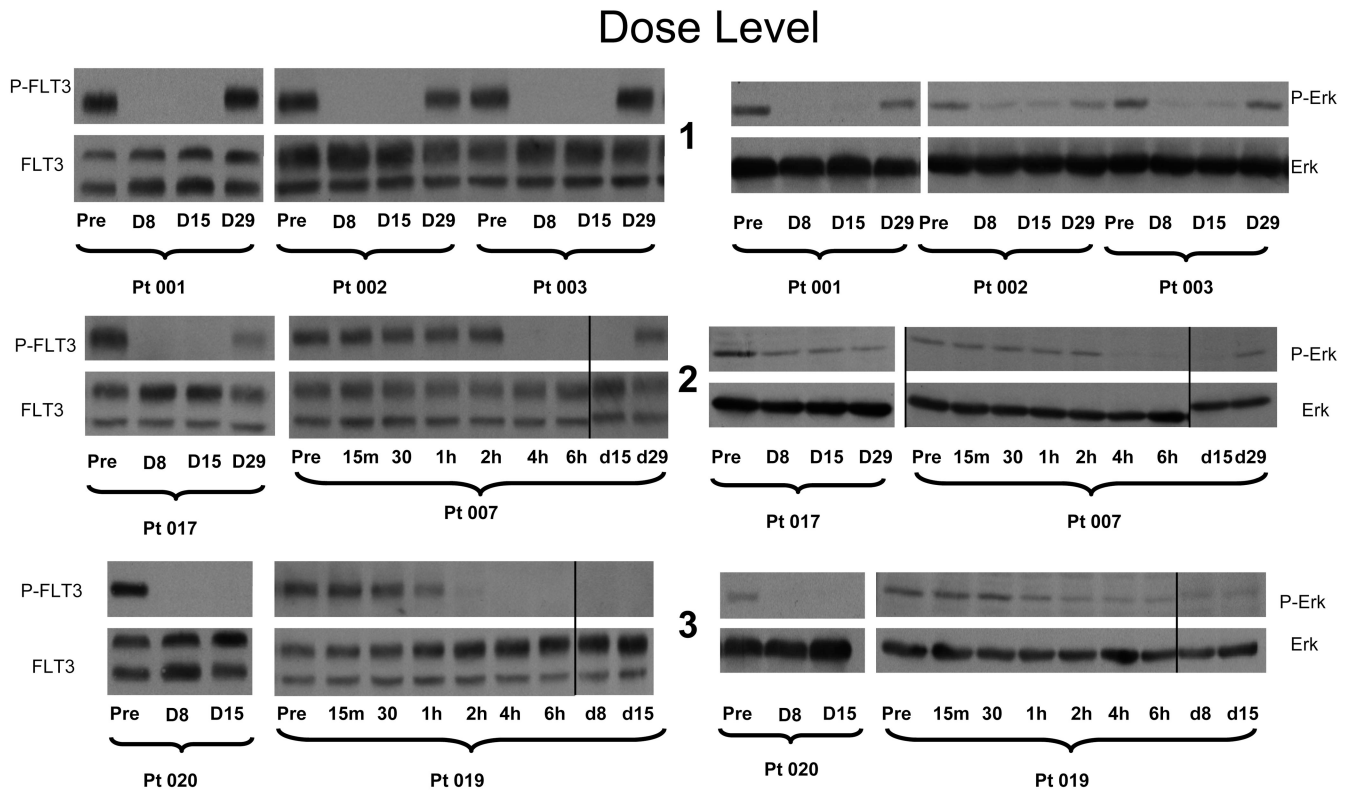 Dose Level
P-FLT3
FLT3
1
P-Erk
Erk
Pre D8 D15 D29 Pre D8 D15 D29 Pre D8 D15 D29
Pre D8 D15 D29 Pre D8 D15 D29 Pre D8 D15 D29
Pt 001 Pt 002 Pt 003
Pt 001 Pt 002 Pt 003
P-FLT3
FLT3
2
P-Erk
Erk
Pre D8 D15 D29 Pre 15m 30 1h 2h 4h 6h d15 d29
Pre D8 D15 D29 Pre 15m 30 1h 2h 4h 6h d15 d29
Pt 017 Pt 007
Pt 017 Pt 007
P-FLT3
FLT3
3
P-Erk
Erk
Pre D8 D15 Pre 15m 30 1h 2h 4h 6h d8 d15
Pre D8 D15 Pre 15m 30 1h 2h 4h 6h d8 d15
Pt 020 Pt 019
Pt 020 Pt 019